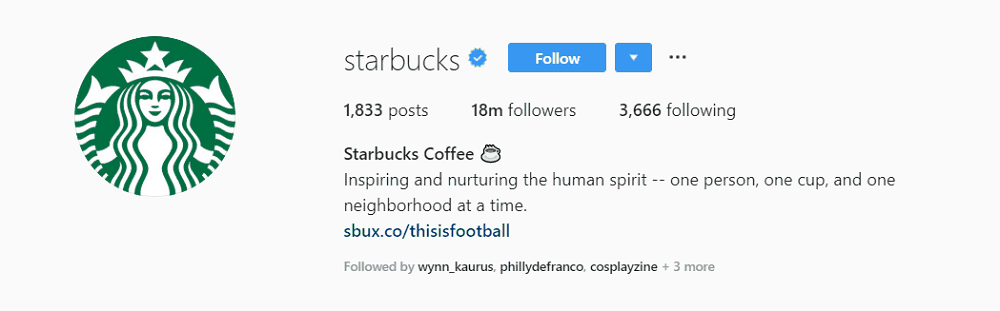 starbucks Follow
1,833 posts 18m followers 3,666 following
Starbucks Coffee ☕
Inspiring and nurturing the human spirit -- one person, one cup, and one
neighborhood at a time.
sbux.co/thisisfootball
Followed by wynn_kaurus, phillydefranco, cosplayzine + 3 more